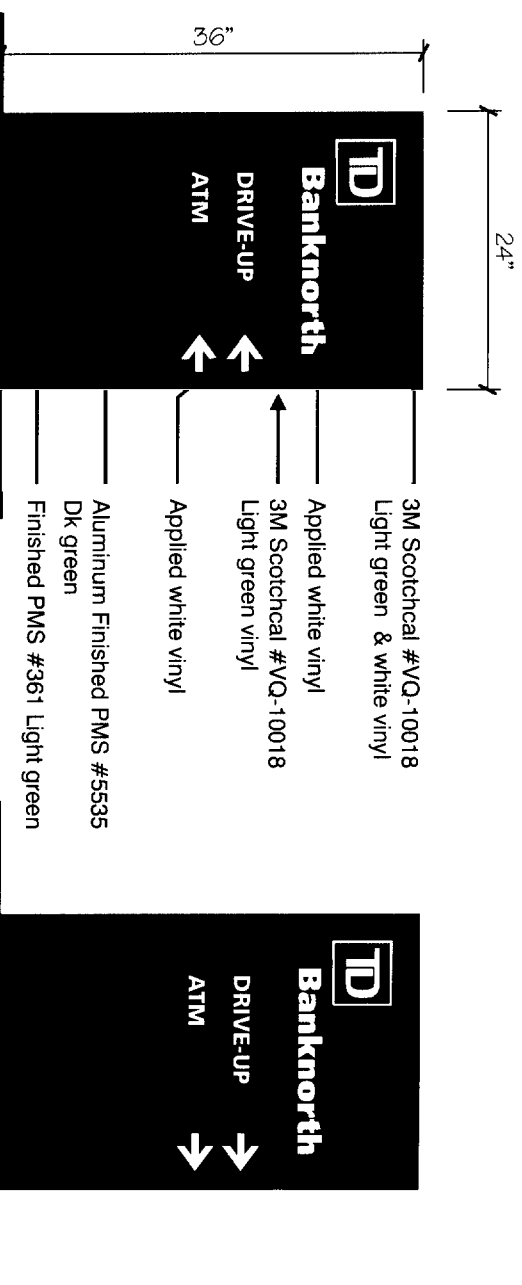 36”
24”
TD
Banknorth
DRIVE-UP
ATM
3M Scotchcal #VQ-10018
Light green & white vinyl
Applied white vinyl
3M Scotchcal #VQ-10018
Light green vinyl
Applied white vinyl
Aluminum Finished PMS #5535
Dk green
Finished PMS #361 Light green
TD
Banknorth
DRIVE-UP
ATM